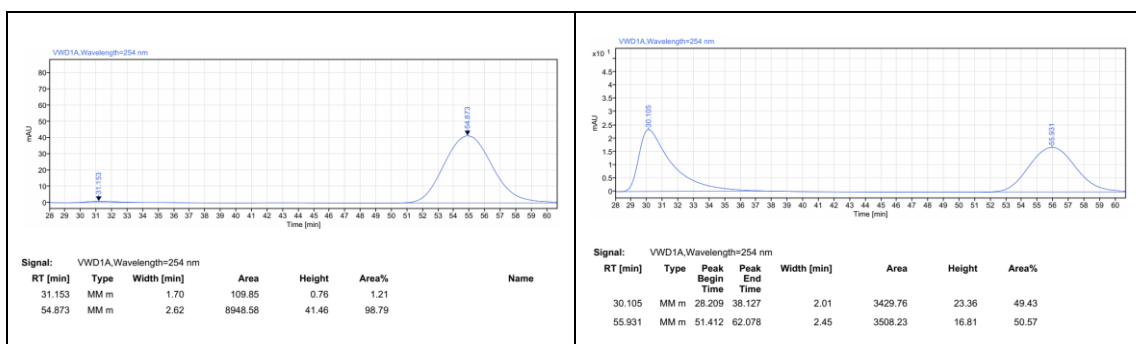 VWD1A,Wavelength=254 nm
80
70
60
50
40
30
20
10
0
mAU
31.153
54.873
28 29 30 31 32 33 34 35 36 37 38 39 40 41 42 43 44 45 46 47 48 49 50 51 52 53 54 55 56 57 58 59 60
Time [min]
Signal: VWD1A,Wavelength=254 nm
RT [min] Type Width [min] Area Height Area% Name
31.153 MM m 1.70 109.85 0.76 1.21
54.873 MM m 2.62 8948.58 41.46 98.79
VWD1A,Wavelength=254 nm
x10 1
4.5
4
3.5
3
2.5
2
1.5
1
0.5
0
mAU
30.105
55.931
28 29 30 31 32 33 34 35 36 37 38 39 40 41 42 43 44 45 46 47 48 49 50 51 52 53 54 55 56 57 58 59 60
Time [min]
Signal: VWD1A,Wavelength=254 nm
RT [min] Type Peak Begin Time Peak End Time Width [min] Area Height Area%
30.105 MM m 28.209 38.127 2.01 3429.76 23.36 49.43
55.931 MM m 51.412 62.078 2.45 3508.23 16.81 50.57